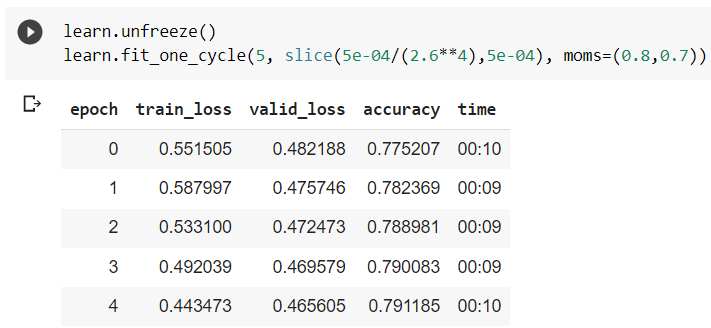 learn.unfreeze()
learn.fit_one_cycle(5, slice(5e-04/(2.6**4),5e-04), moms=(0.8,0.7))
epoch train_loss valid_loss accuracy time
0 0.551505 0.482188 0.775207 00:10
1 0.587997 0.475746 0.782369 00:09
2 0.533100 0.472473 0.788981 00:09
3 0.492039 0.469579 0.790083 00:09
4 0.443473 0.465605 0.791185 00:10